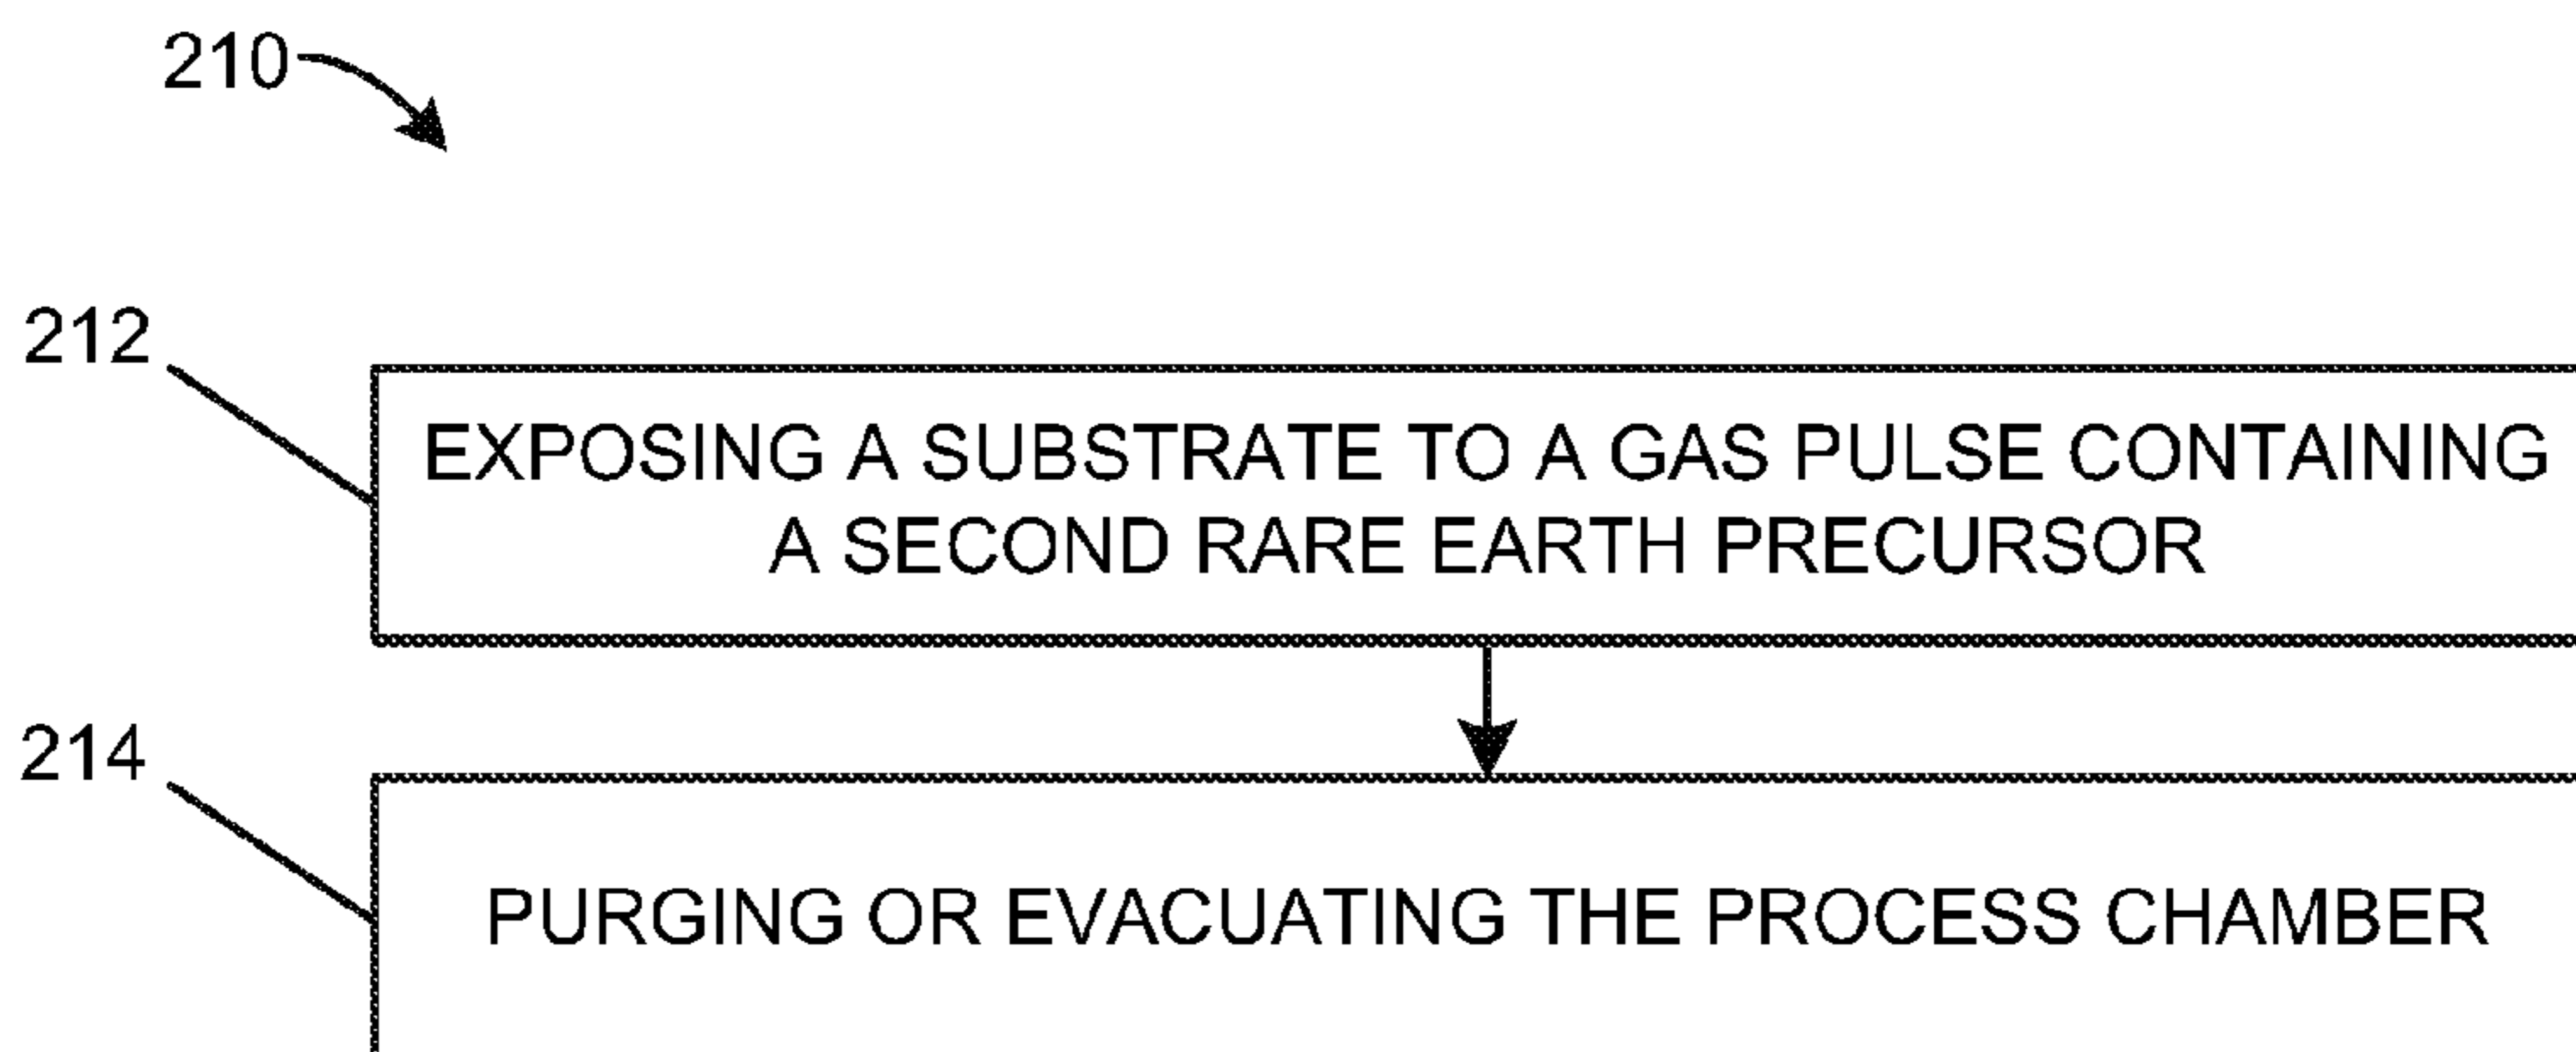 210
212
EXPOSING A SUBSTRATE TO A GAS PULSE CONTAINING
A SECOND RARE EARTH PRECURSOR
214
PURGING OR EVACUATING THE PROCESS CHAMBER